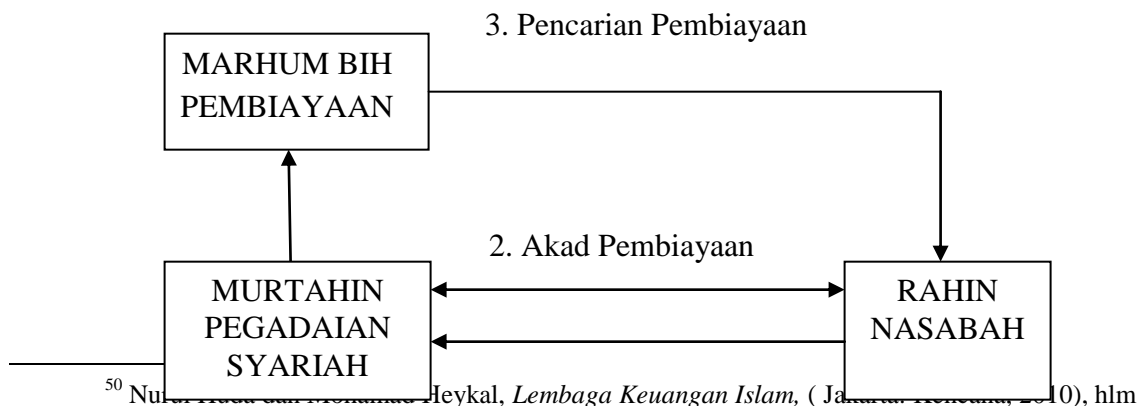 3. Pencarian Pembiayaan
MARHUM BIH
PEMBIAYAAN
2. Akad Pembiayaan
MURTAHIN
PEGADAIAN
SYARIAH
RAHIN
NASABAH
50 Heykal, Lembaga Keuangan Islam, ( 10), hlm